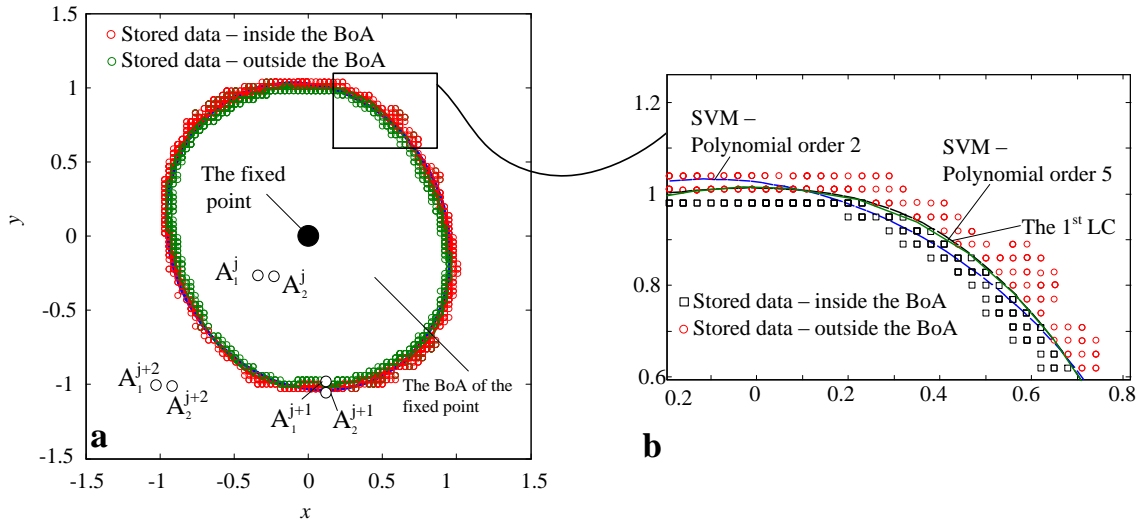 1.5
Stored data – inside the BoA
Stored data – outside the BoA
1
0.5
y
0
-0.5
-1
-1.5
The fixed
point
A₁ʲ
A₂ʲ
A₁ʲ⁺²
A₂ʲ⁺²
A₁ʲ⁺¹
A₂ʲ⁺¹
The BoA of the
fixed point
a
-1.5 -1 -0.5 0 0.5 1 1.5
x
1.2
1
0.8
0.6
SVM –
Polynomial order 2
SVM –
Polynomial order 5
The 1st LC
Stored data – inside the BoA
Stored data – outside the BoA
0.2 0 0.2 0.4 0.6 0.8
b